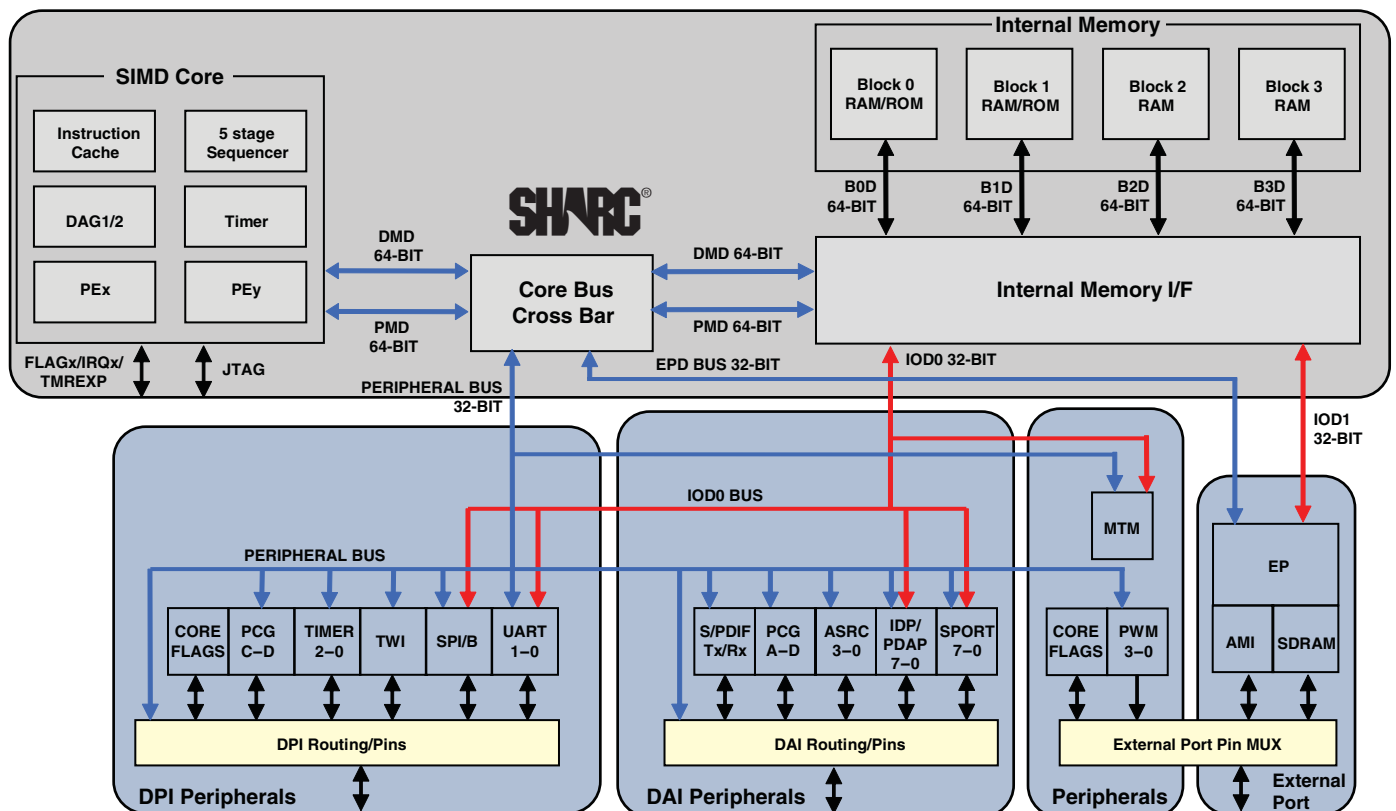 Internal Memory
SIMD Core
Block 0
RAM/ROM
Block 1
RAM/ROM
Block 2
RAM
Block 3
RAM
Instruction
Cache
5 stage
Sequencer
DAG1/2
Timer
PEx
PEy
SHARC®
B0D
64-BIT
B1D
64-BIT
B2D
64-BIT
B3D
64-BIT
DMD
64-BIT
DMD 64-BIT
Core Bus
Cross Bar
Internal Memory I/F
PMD
64-BIT
PMD 64-BIT
FLAGx/IRQx/
TMREXP
JTAG
EPD BUS 32-BIT
IOD0 32-BIT
PERIPHERAL BUS
32-BIT
IOD1
32-BIT
IOD0 BUS
MTM
PERIPHERAL BUS
EP
CORE
FLAGS
PCG
C–D
TIMER
2–0
TWI
SPI/B
UART
1–0
S/PDIF
Tx/Rx
PCG
A–D
ASRC
3–0
IDP/
PDAP
7–0
SPORT
7–0
CORE
FLAGS
PWM
3–0
AMI
SDRAM
DPI Routing/Pins
DAI Routing/Pins
External Port Pin MUX
DPI Peripherals
DAI Peripherals
Peripherals
External
Port